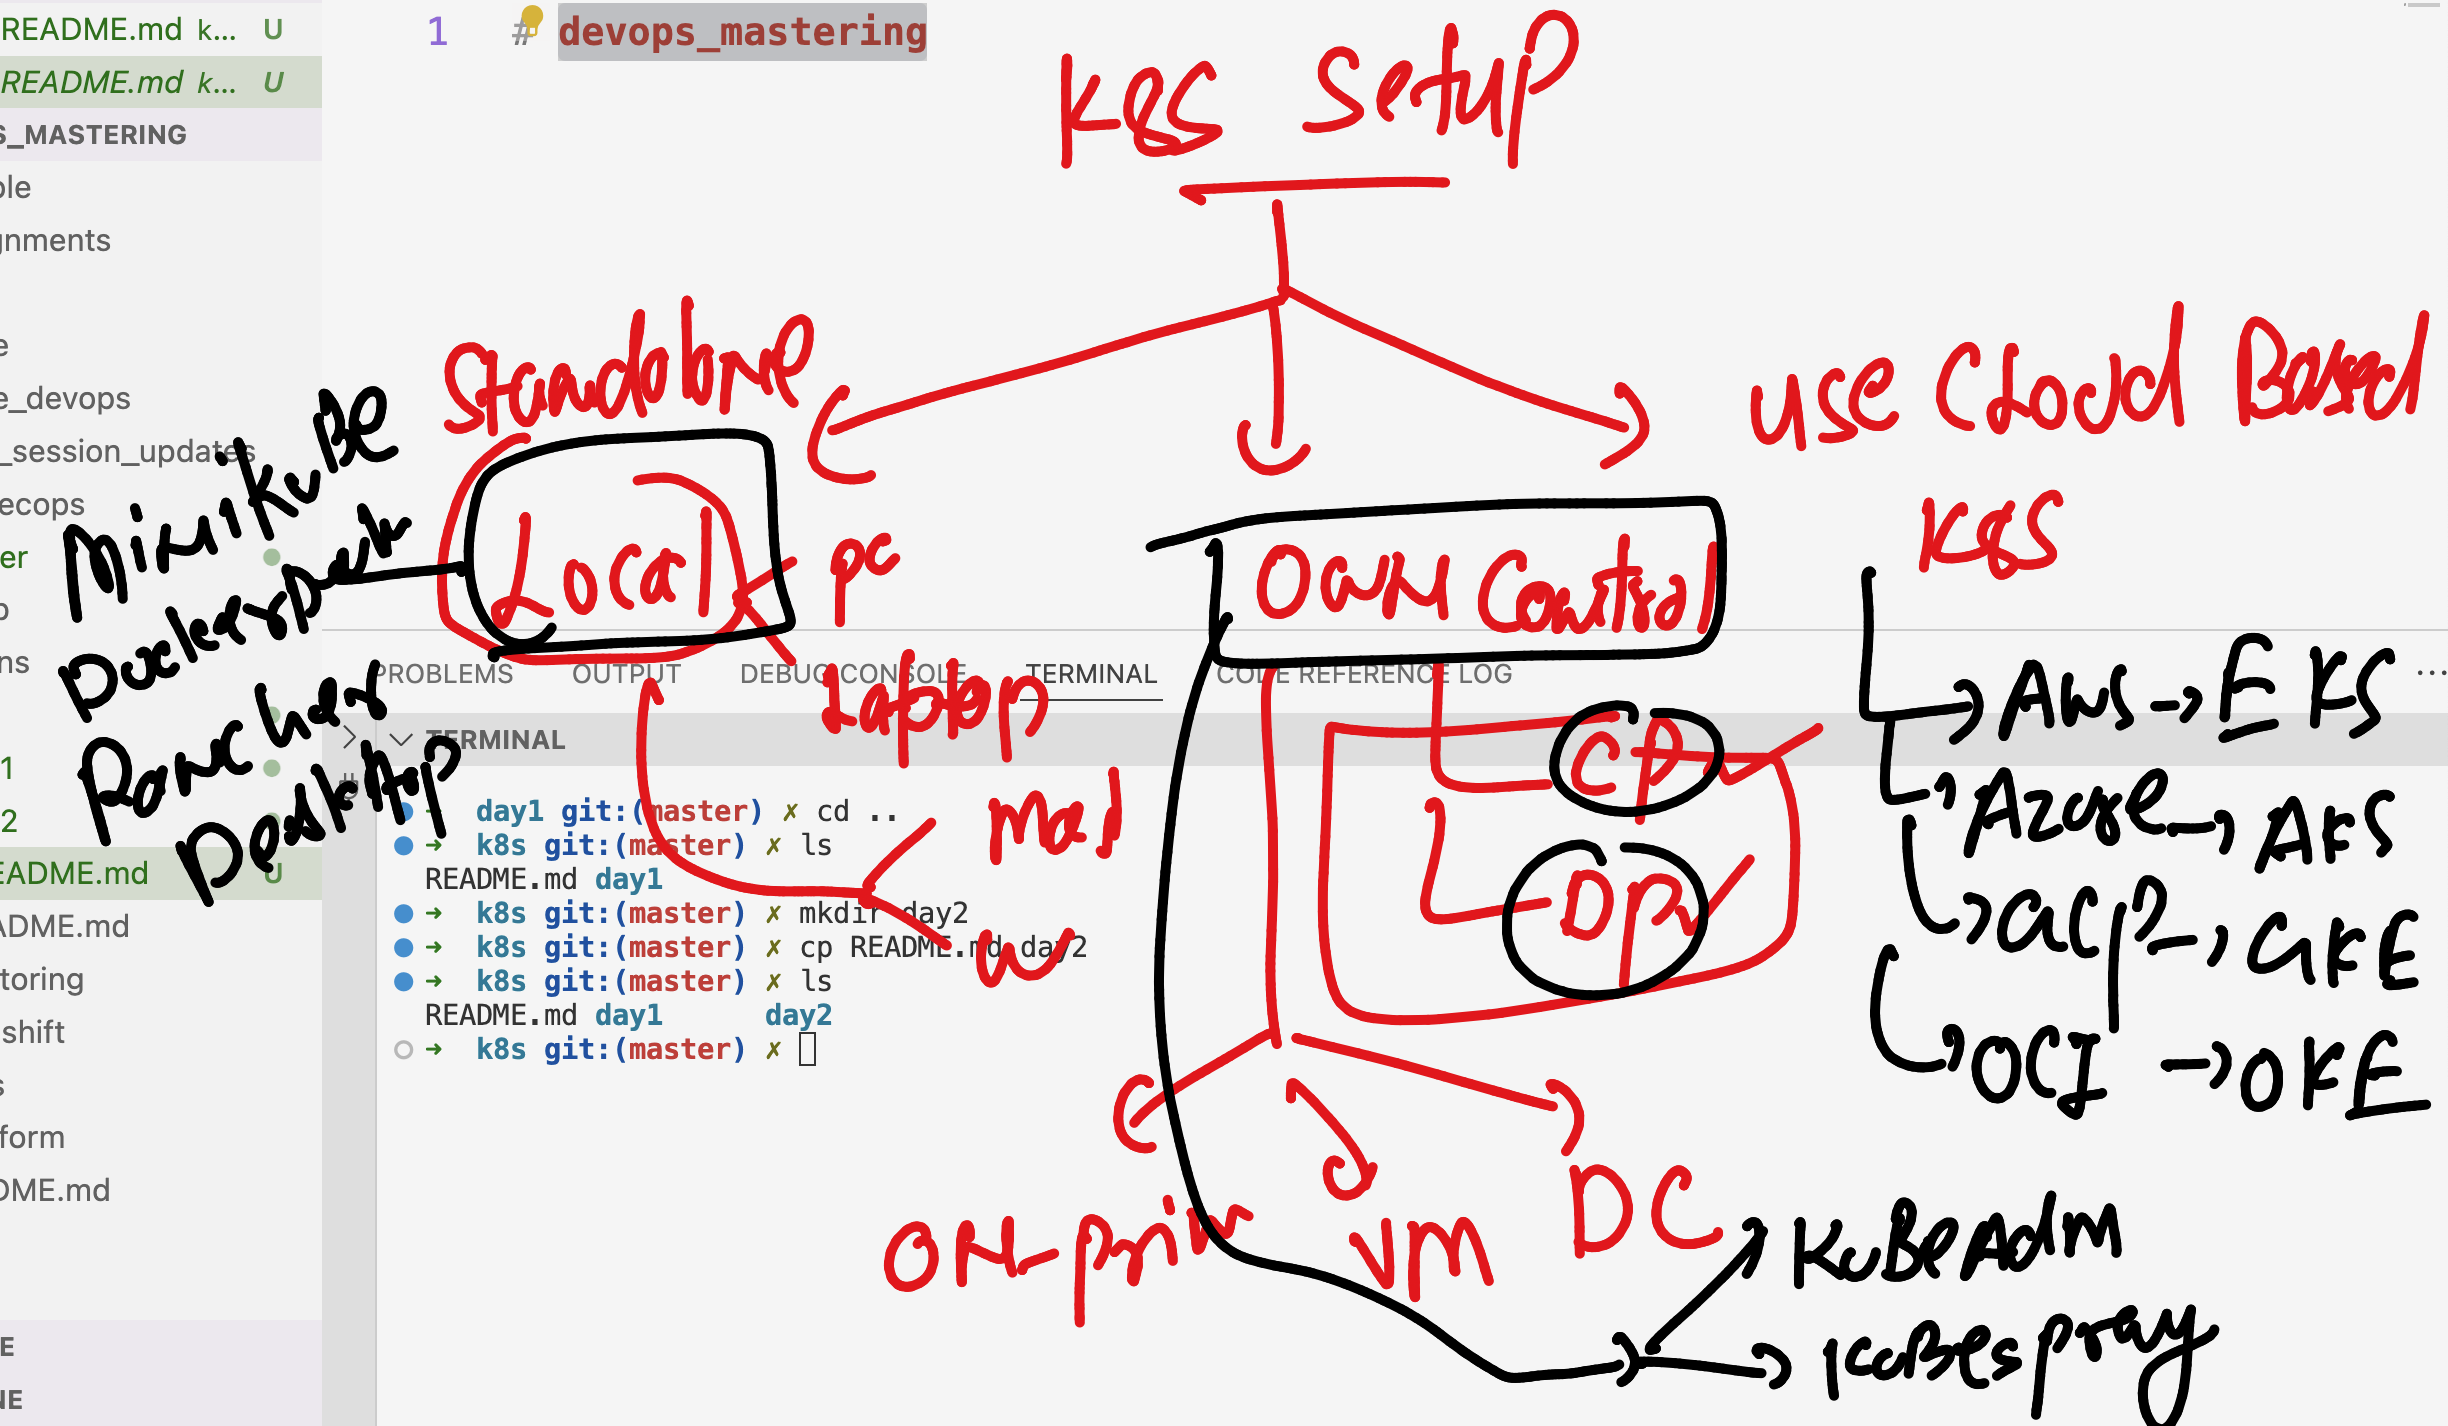 README.md k... U
README.md k... U
S_MASTERING
ple
gnments
e
e_devops
_session_updates
ecops
er
p
ns
1
2
EADME.md U
ADME.md
toring
shift
s
form
OME.md
E
NE
1 # devops_mastering
K8S Setup
Standalone
Local
pc
Laptop
mac
w
MiniKuBE
Rancher
Desktop
Own Control
CP
DP
On-prim
VM
DC
KuBeAdm
KuBespray
USE Cloud Based
K8S
AWS → EKS
Azure → AKS
GCP → GKE
OCI → OKE
PROBLEMS OUTPUT DEBUG CONSOLE TERMINAL CODE REFERENCE LOG ...
TERMINAL
➜ day1 git:(master) ✗ cd ..
➜ k8s git:(master) ✗ ls
README.md day1
➜ k8s git:(master) ✗ mkdir day2
➜ k8s git:(master) ✗ cp README.md day2
➜ k8s git:(master) ✗ ls
README.md day1 day2
➜ k8s git:(master) ✗